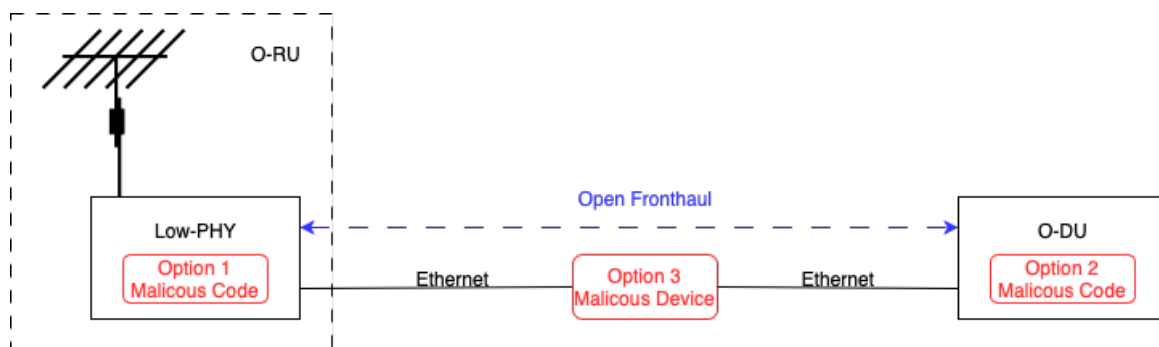 O-RU
Open Fronthaul
Low-PHY
O-DU
Option 1
Malicous Code
Ethernet
Option 3
Malicous Device
Ethernet
Option 2
Malicous Code